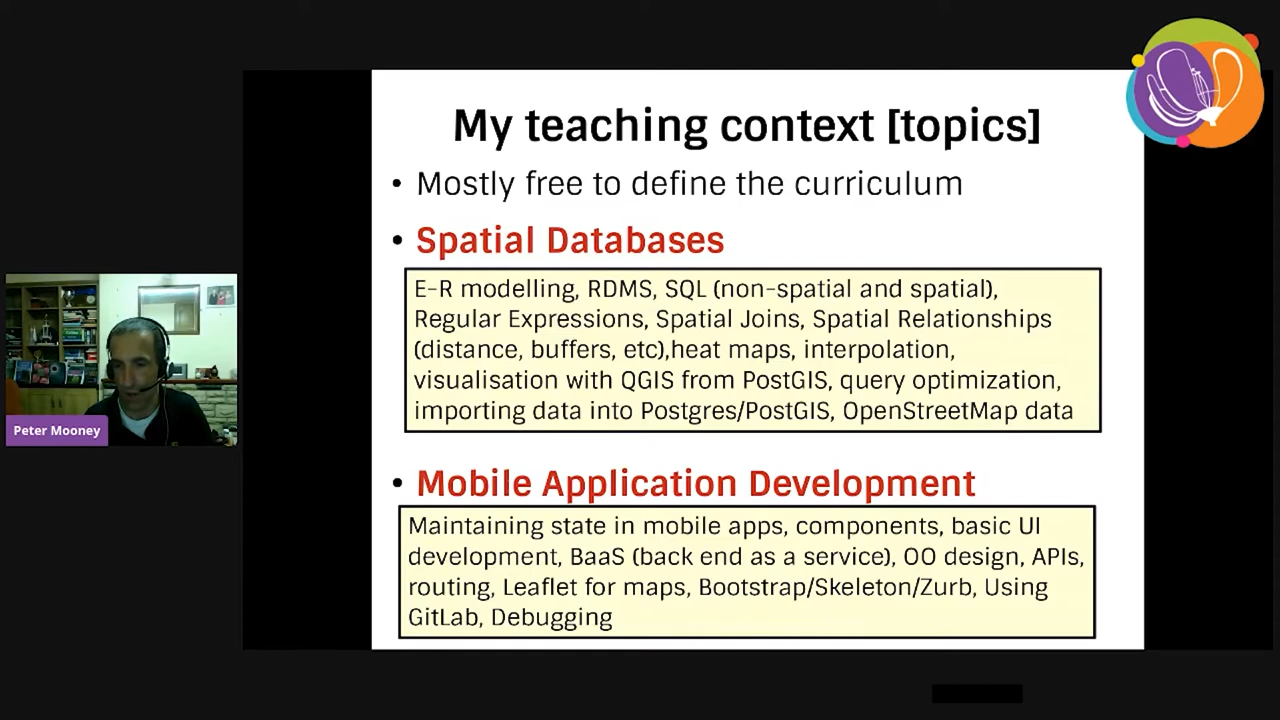 My teaching context [topics]
• Mostly free to define the curriculum
• Spatial Databases
E-R modelling, RDMS, SQL (non-spatial and spatial),
Regular Expressions, Spatial Joins, Spatial Relationships
(distance, buffers, etc),heat maps, interpolation,
visualisation with QGIS from PostGIS, query optimization,
importing data into Postgres/PostGIS, OpenStreetMap data
• Mobile Application Development
Maintaining state in mobile apps, components, basic UI
development, BaaS (back end as a service), OO design, APIs,
routing, Leaflet for maps, Bootstrap/Skeleton/Zurb, Using
GitLab, Debugging
Peter Mooney